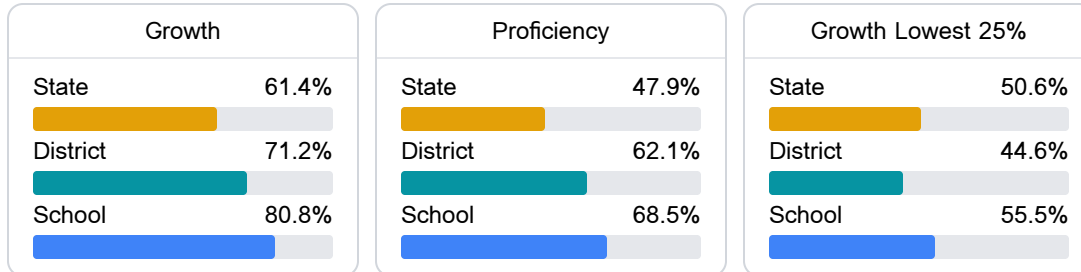 Growth
State 61.4%
District 71.2%
School 80.8%
Proficiency
State 47.9%
District 62.1%
School 68.5%
Growth Lowest 25%
State 50.6%
District 44.6%
School 55.5%